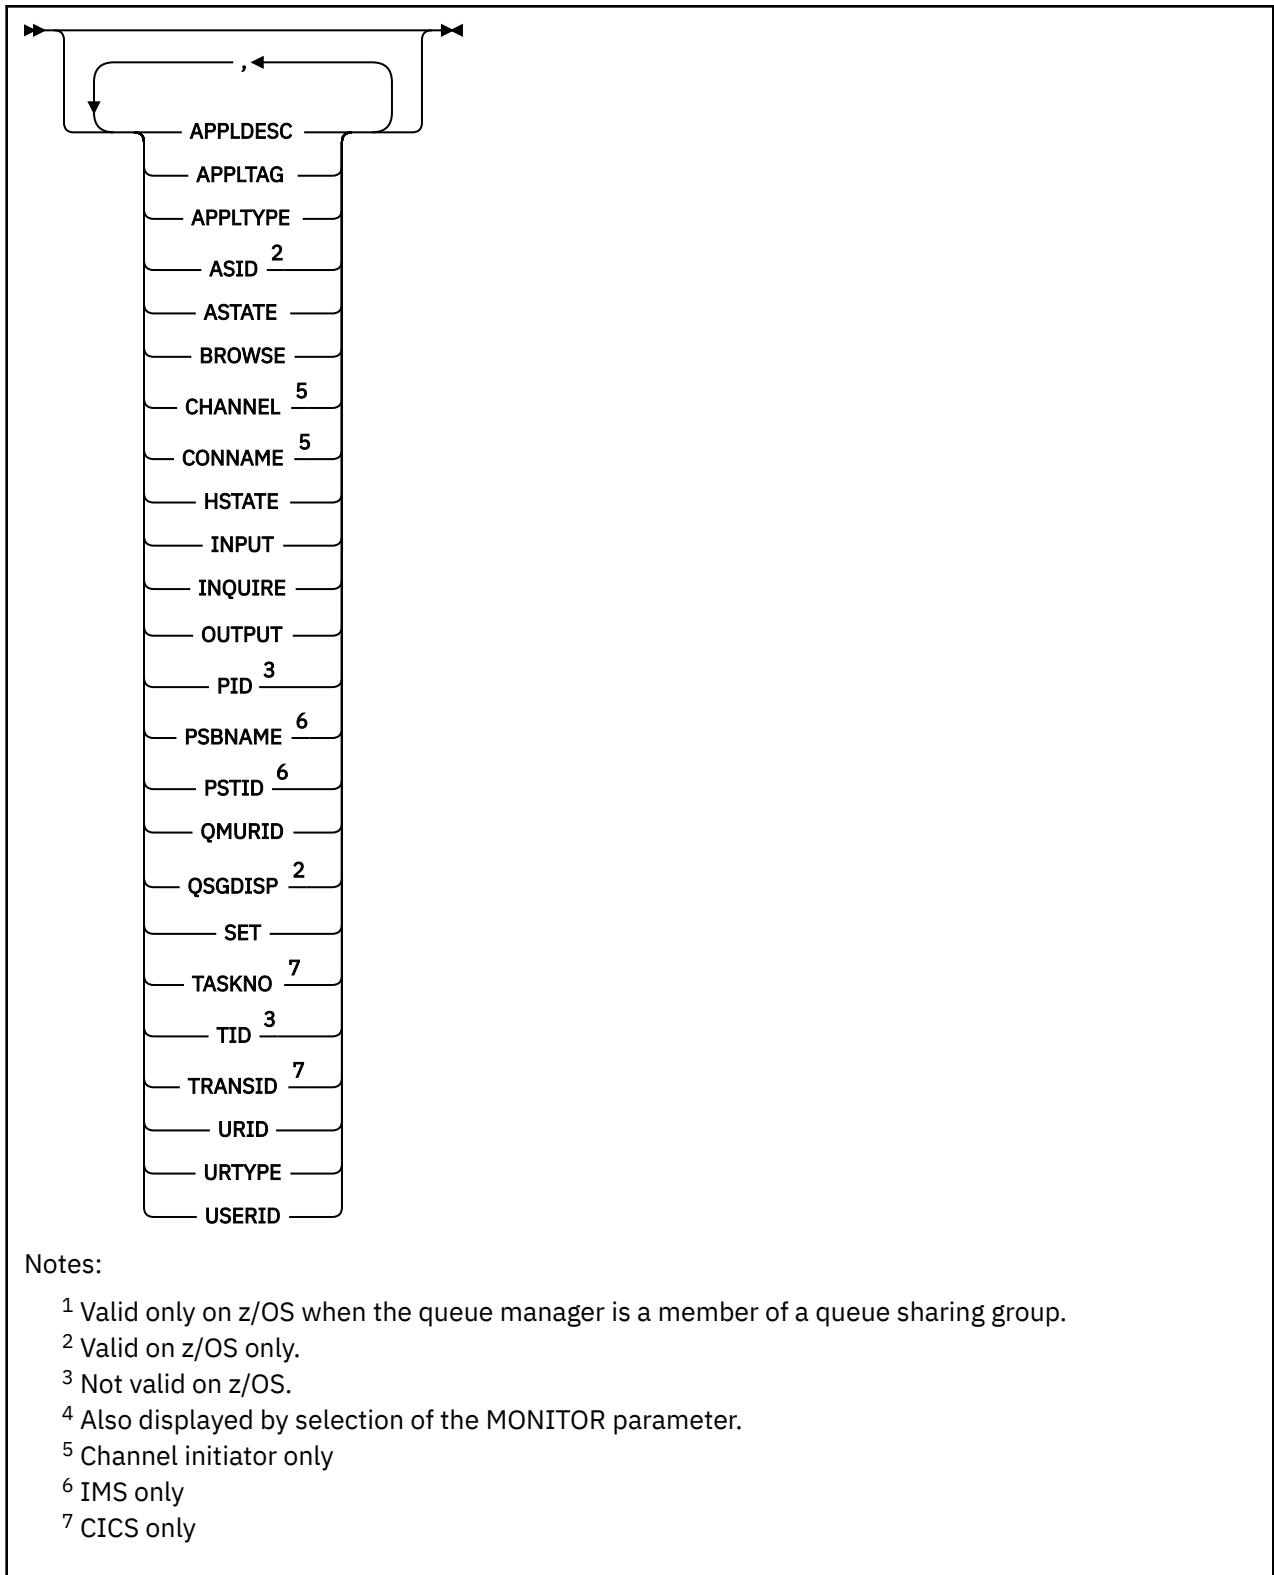 ,
APPLDESC
APPLTAG
APPLTYPE
ASID 2
ASTATE
BROWSE
CHANNEL 5
CONNAME 5
HSTATE
INPUT
INQUIRE
OUTPUT
PID 3
PSBNAME 6
PSTID 6
QMURID
QSGDISP 2
SET
TASKNO 7
TID 3
TRANSID 7
URID
URTYPE
USERID
Notes:
1 Valid only on z/OS when the queue manager is a member of a queue sharing group.
2 Valid on z/OS only.
3 Not valid on z/OS.
4 Also displayed by selection of the MONITOR parameter.
5 Channel initiator only
6 IMS only
7 CICS only